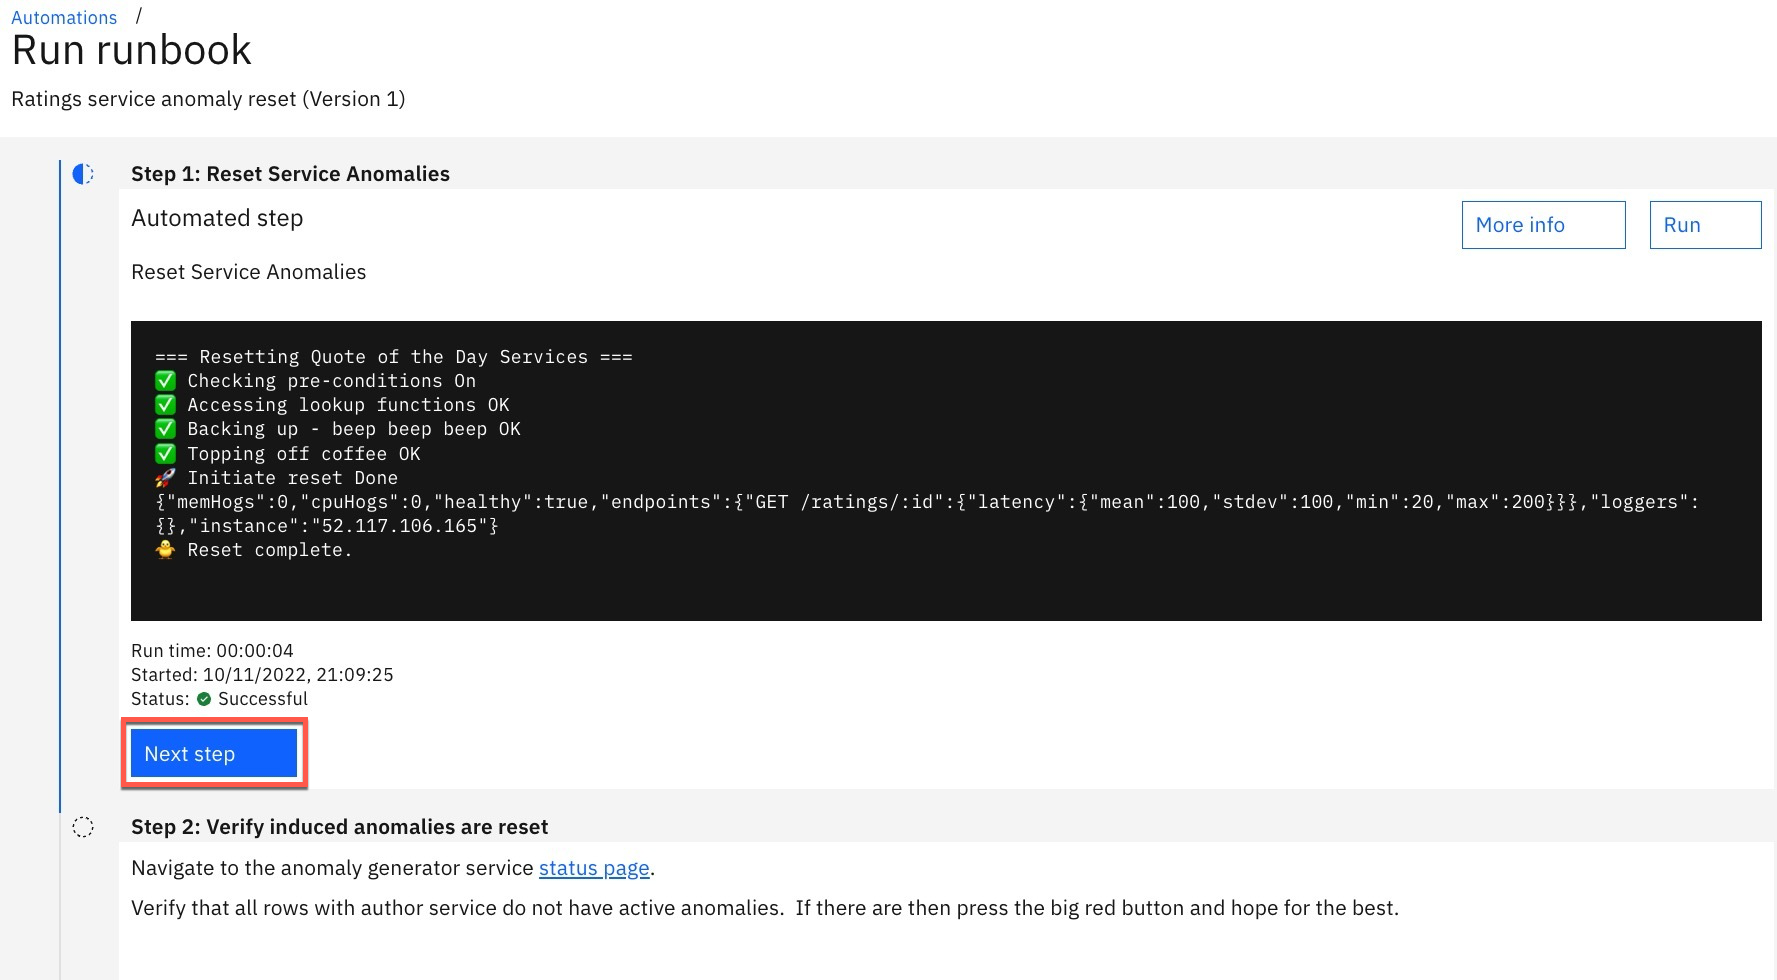 Automations /
Run runbook
Ratings service anomaly reset (Version 1)
Step 1: Reset Service Anomalies
Automated step
More info
Run
Reset Service Anomalies
=== Resetting Quote of the Day Services ===
✅ Checking pre-conditions On
✅ Accessing lookup functions OK
✅ Backing up - beep beep beep OK
✅ Topping off coffee OK
🚀 Initiate reset Done
{"memHogs":0,"cpuHogs":0,"healthy":true,"endpoints":{"GET /ratings/:id":{"latency":{"mean":100,"stdev":100,"min":20,"max":200}}},"loggers":
{},"instance":"52.117.106.165"}
🐥 Reset complete.
Run time: 00:00:04
Started: 10/11/2022, 21:09:25
Status: Successful
Next step
Step 2: Verify induced anomalies are reset
Navigate to the anomaly generator service status page.
Verify that all rows with author service do not have active anomalies.  If there are then press the big red button and hope for the best.